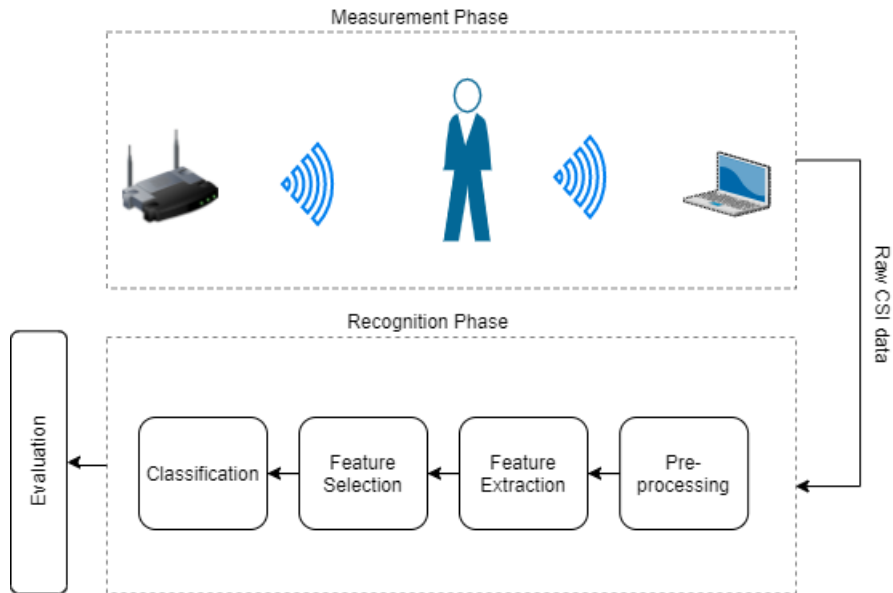 Measurement Phase
Raw CSI data
Recognition Phase
Evaluation
Classification
Feature
Selection
Feature
Extraction
Pre-
processing